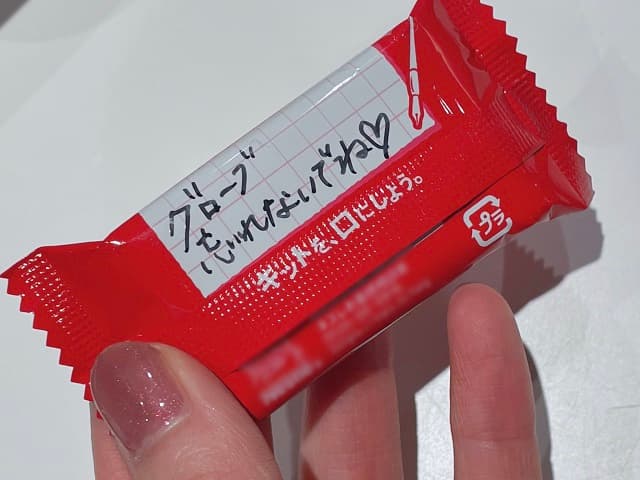 グローブ
忘れないでね♡
キットを、口にしよう。
プラ